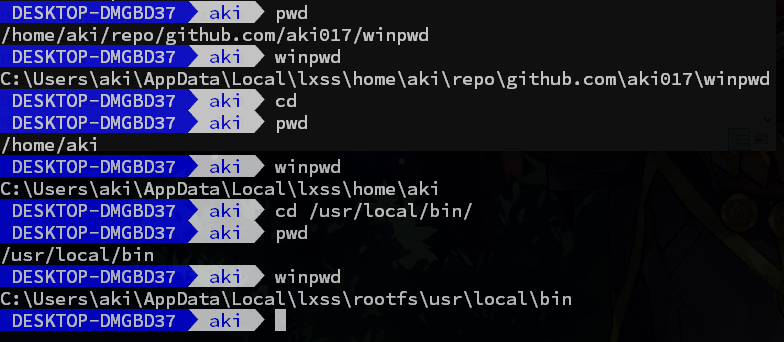 DESKTOP-DMGBD37 aki pwd
/home/aki/repo/github.com/aki017/winpwd
DESKTOP-DMGBD37 aki winpwd
C:\Users\aki\AppData\Local\lxss\home\aki\repo\github.com\aki017\winpwd
DESKTOP-DMGBD37 aki cd
DESKTOP-DMGBD37 aki pwd
/home/aki
DESKTOP-DMGBD37 aki winpwd
C:\Users\aki\AppData\Local\lxss\home\aki
DESKTOP-DMGBD37 aki cd /usr/local/bin/
DESKTOP-DMGBD37 aki pwd
/usr/local/bin
DESKTOP-DMGBD37 aki winpwd
C:\Users\aki\AppData\Local\lxss\rootfs\usr\local\bin
DESKTOP-DMGBD37 aki